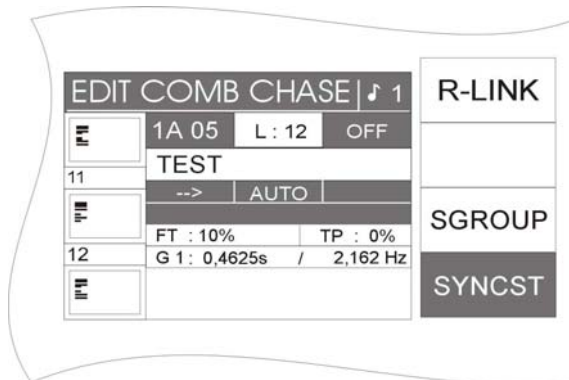 EDIT COMB CHASE ♪ 1
R-LINK
1A 05 L : 12 OFF
TEST
11
--> AUTO
SGROUP
FT : 10% TP : 0%
12
G 1 : 0,4625s / 2,162 Hz
SYNCST